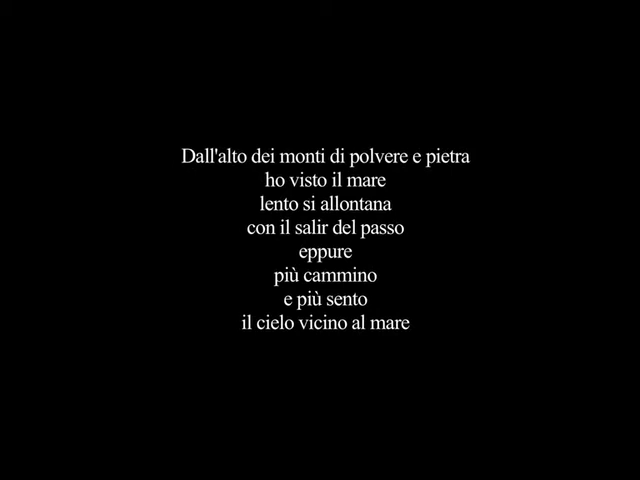 Dall'alto dei monti di polvere e pietra
ho visto il mare
lento si allontana
con il salir del passo
eppure
più cammino
e più sento
il cielo vicino al mare